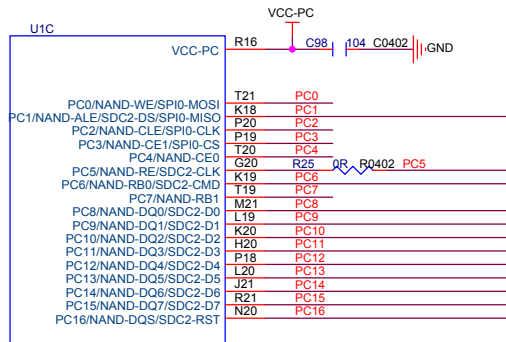 VCC-PC
U1C
VCC-PC R16 C98 104 C0402 GND
PC0/NAND-WE/SPI0-MOSI T21 PC0
PC1/NAND-ALE/SDC2-DS/SPI0-MISO K18 PC1
PC2/NAND-CLE/SPI0-CLK P20 PC2
PC3/NAND-CE1/SPI0-CS P19 PC3
PC4/NAND-CE0 T20 PC4
PC5/NAND-RE/SDC2-CLK G20 R25 0R R0402 PC5
PC6/NAND-RB0/SDC2-CMD K19 PC6
PC7/NAND-RB1 T19 PC7
PC8/NAND-DQ0/SDC2-D0 M21 PC8
PC9/NAND-DQ1/SDC2-D1 L19 PC9
PC10/NAND-DQ2/SDC2-D2 K20 PC10
PC11/NAND-DQ3/SDC2-D3 H20 PC11
PC12/NAND-DQ4/SDC2-D4 P18 PC12
PC13/NAND-DQ5/SDC2-D5 L20 PC13
PC14/NAND-DQ6/SDC2-D6 J21 PC14
PC15/NAND-DQ7/SDC2-D7 R21 PC15
PC16/NAND-DQS/SDC2-RST N20 PC16